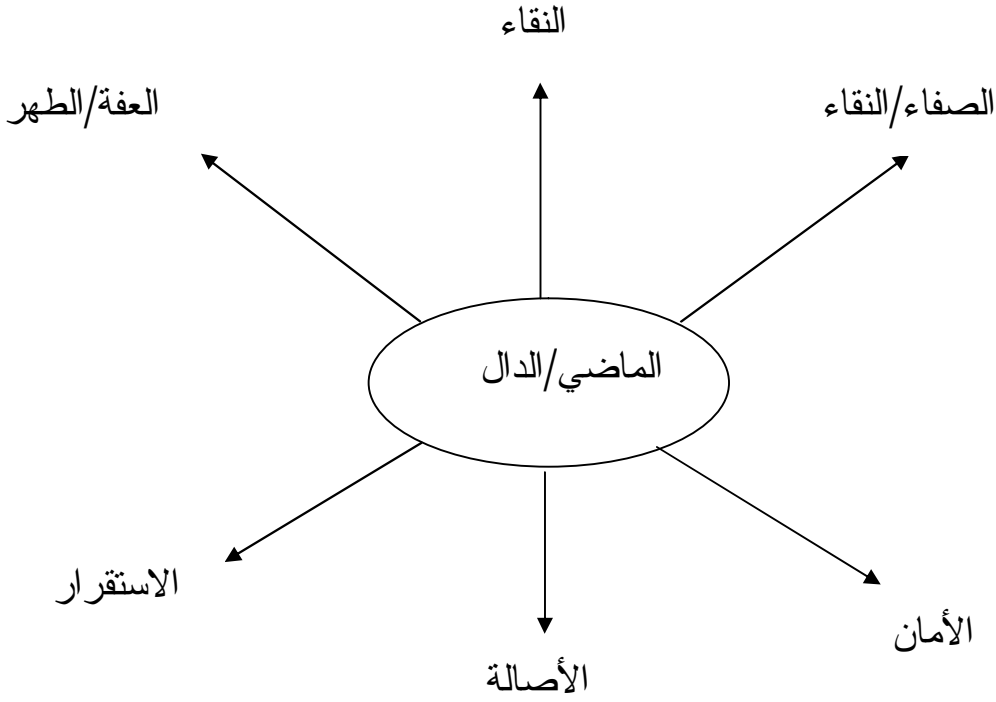 النقاء
الصفاء/النقاء
العفة/الطهر
الماضي/الدال
الاستقرار
الأمان
الأصالة